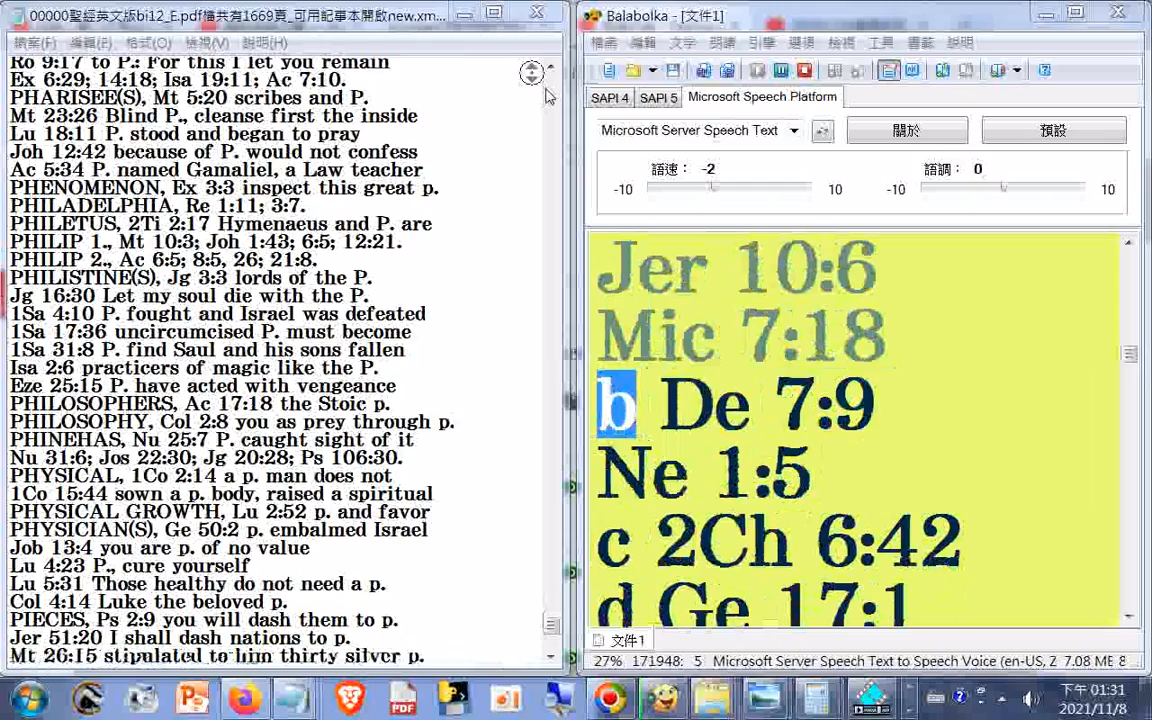 00000聖經英文版bi12_E.pdf檔共有1669頁_可用記事本開啟new.xm...
檔案(F) 編輯(E) 格式(O) 檢視(V) 說明(H)
Ro 9:17 to P.: For this I let you remain
Ex 6:29; 14:18; Isa 19:11; Ac 7:10.
PHARISEE(S), Mt 5:20 scribes and P.
Mt 23:26 Blind P., cleanse first the inside
Lu 18:11 P. stood and began to pray
Joh 12:42 because of P. would not confess
Ac 5:34 P. named Gamaliel, a Law teacher
PHENOMENON, Ex 3:3 inspect this great p.
PHILADELPHIA, Re 1:11; 3:7.
PHILETUS, 2Ti 2:17 Hymenaeus and P. are
PHILIP 1., Mt 10:3; Joh 1:43; 6:5; 12:21.
PHILIP 2., Ac 6:5; 8:5, 26; 21:8.
PHILISTINE(S), Jg 3:3 lords of the P.
Jg 16:30 Let my soul die with the P.
1Sa 4:10 P. fought and Israel was defeated
1Sa 17:36 uncircumcised P. must become
1Sa 31:8 P. find Saul and his sons fallen
Isa 2:6 practicers of magic like the P.
Eze 25:15 P. have acted with vengeance
PHILOSOPHERS, Ac 17:18 the Stoic p.
PHILOSOPHY, Col 2:8 you as prey through p.
PHINEHAS, Nu 25:7 P. caught sight of it
Nu 31:6; Jos 22:30; Jg 20:28; Ps 106:30.
PHYSICAL, 1Co 2:14 a p. man does not
1Co 15:44 sown a p. body, raised a spiritual
PHYSICAL GROWTH, Lu 2:52 p. and favor
PHYSICIAN(S), Ge 50:2 p. embalmed Israel
Job 13:4 you are p. of no value
Lu 4:23 P., cure yourself
Lu 5:31 Those healthy do not need a p.
Col 4:14 Luke the beloved p.
PIECES, Ps 2:9 you will dash them to p.
Jer 51:20 I shall dash nations to p.
Mt 26:15 stipulated to him thirty silver p.
Balabolka - [文件1]
檔案 編輯 文字 朗讀 引擎 選項 檢視 工具 書籤 說明
SAPI 4 SAPI 5 Microsoft Speech Platform
Microsoft Server Speech Text 關於 預設
語速： -2 語調： 0
-10 10 -10 10
Jer 10:6
Mic 7:18
b De 7:9
Ne 1:5
c 2Ch 6:42
d Ge 17:1
文件1
27% 171948: 5 Microsoft Server Speech Text to Speech Voice (en-US, Z 7.08 MB 8
PDF
下午 01:31
2021/11/8